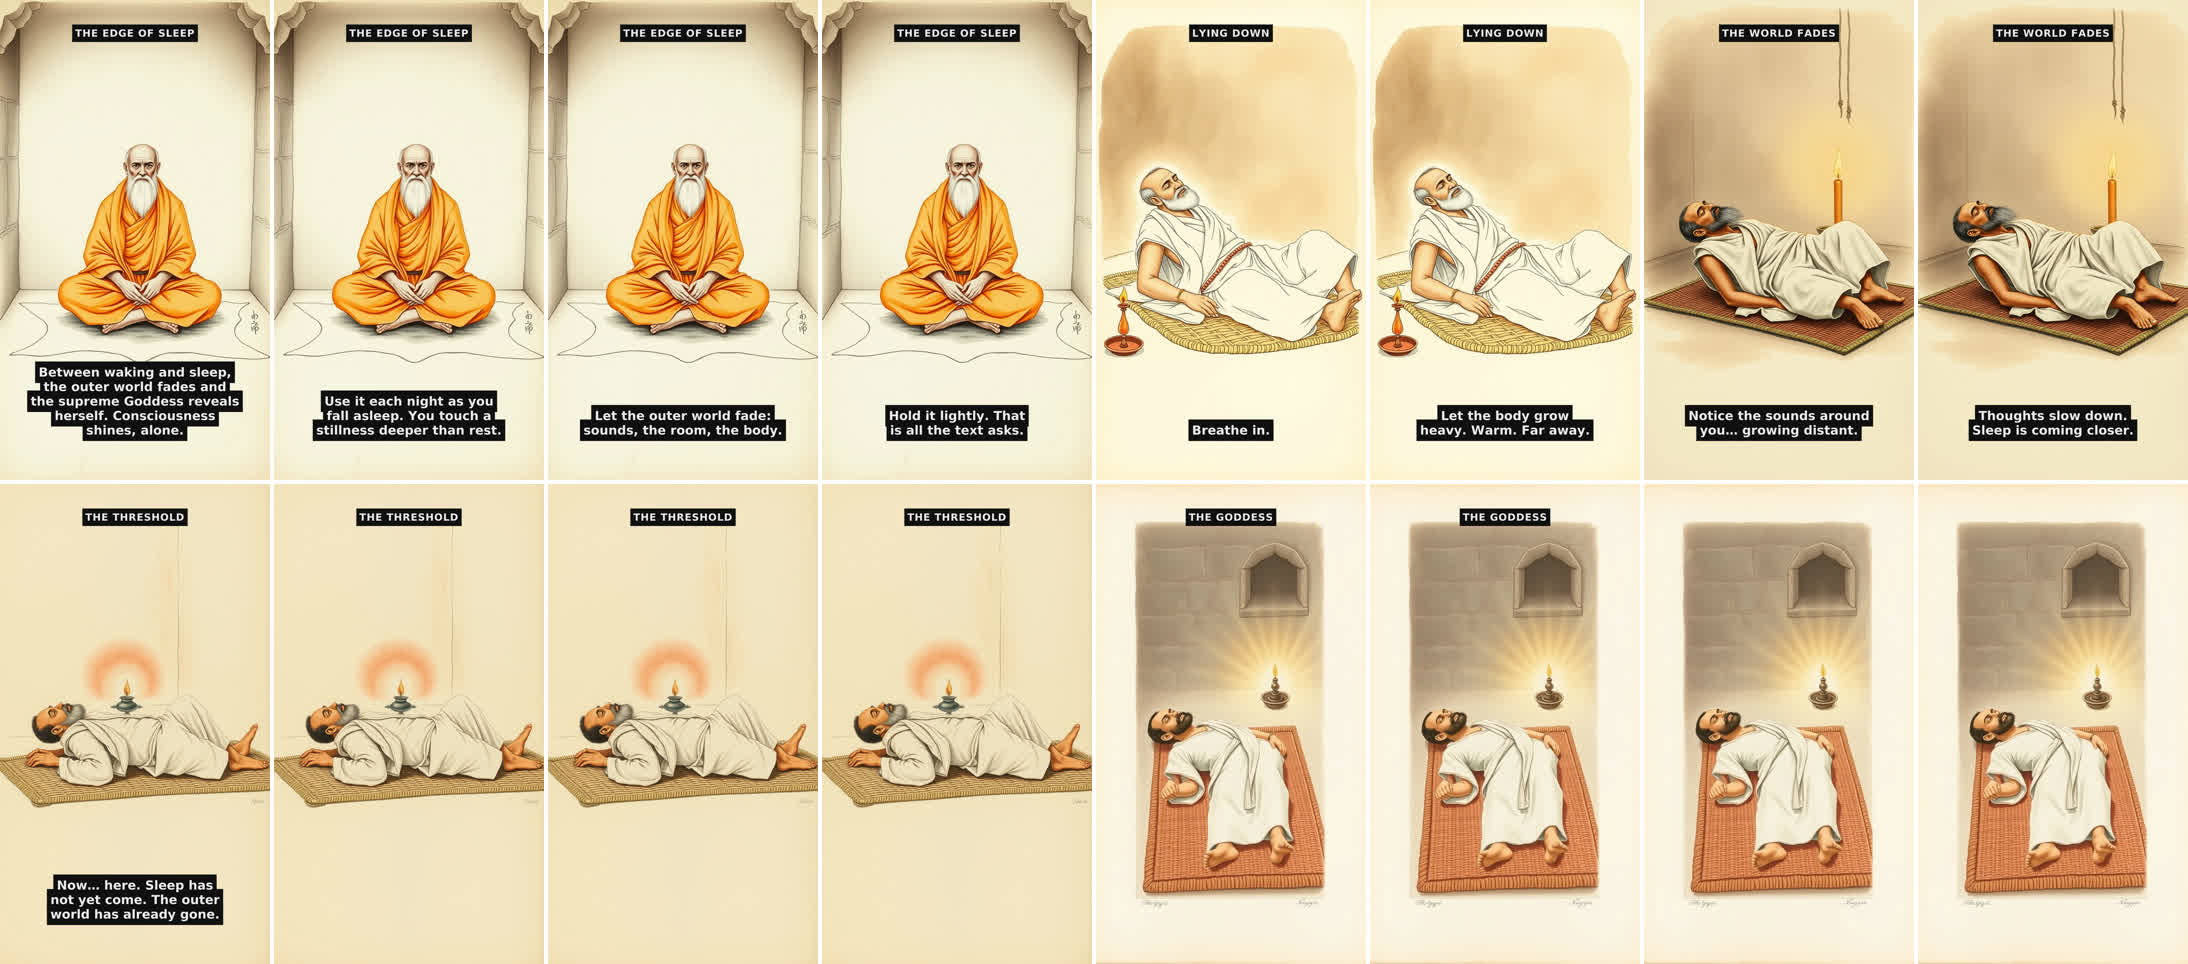 THE EDGE OF SLEEP
Between waking and sleep,
the outer world fades and
the supreme Goddess reveals
herself. Consciousness
shines, alone.
THE EDGE OF SLEEP
Use it each night as you
fall asleep. You touch a
stillness deeper than rest.
THE EDGE OF SLEEP
Let the outer world fade:
sounds, the room, the body.
THE EDGE OF SLEEP
Hold it lightly. That
is all the text asks.
LYING DOWN
Breathe in.
LYING DOWN
Let the body grow
heavy. Warm. Far away.
THE WORLD FADES
Notice the sounds around
you… growing distant.
THE WORLD FADES
Thoughts slow down.
Sleep is coming closer.
THE THRESHOLD
Now… here. Sleep has
not yet come. The outer
world has already gone.
THE THRESHOLD
THE THRESHOLD
THE THRESHOLD
THE GODDESS
THE GODDESS